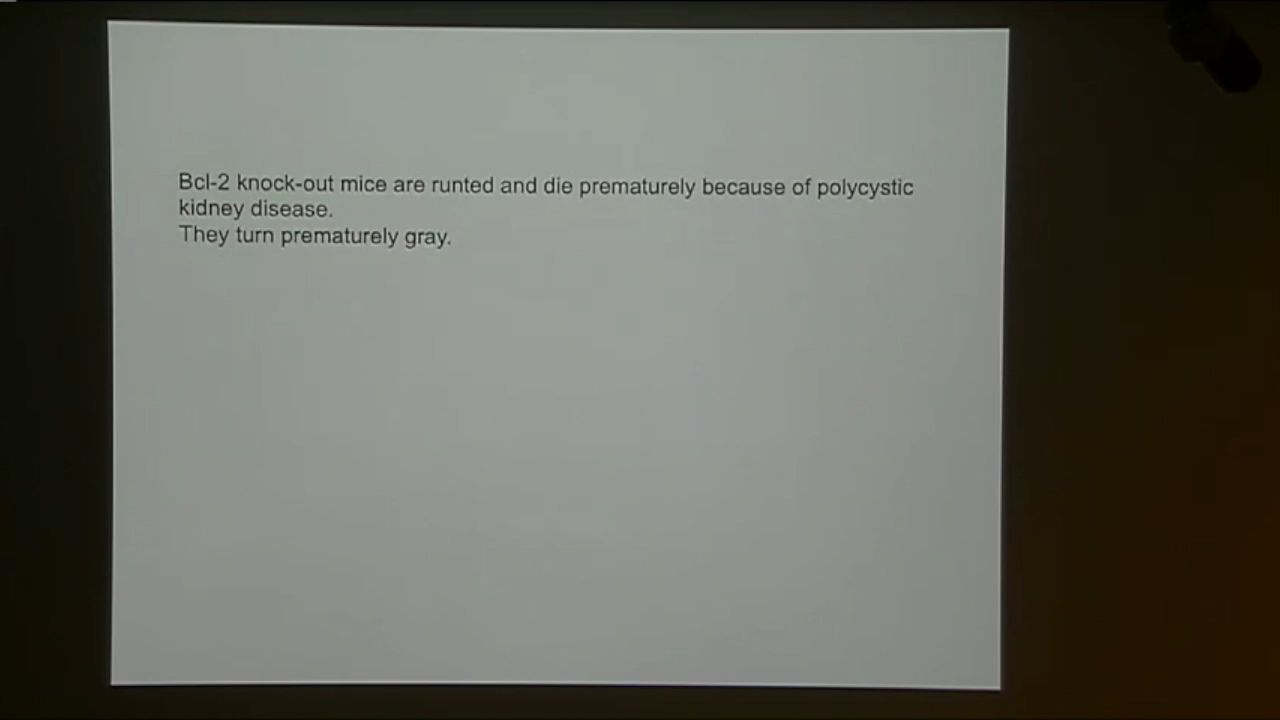 Bcl-2 knock-out mice are runted and die prematurely because of polycystic
kidney disease.
They turn prematurely gray.